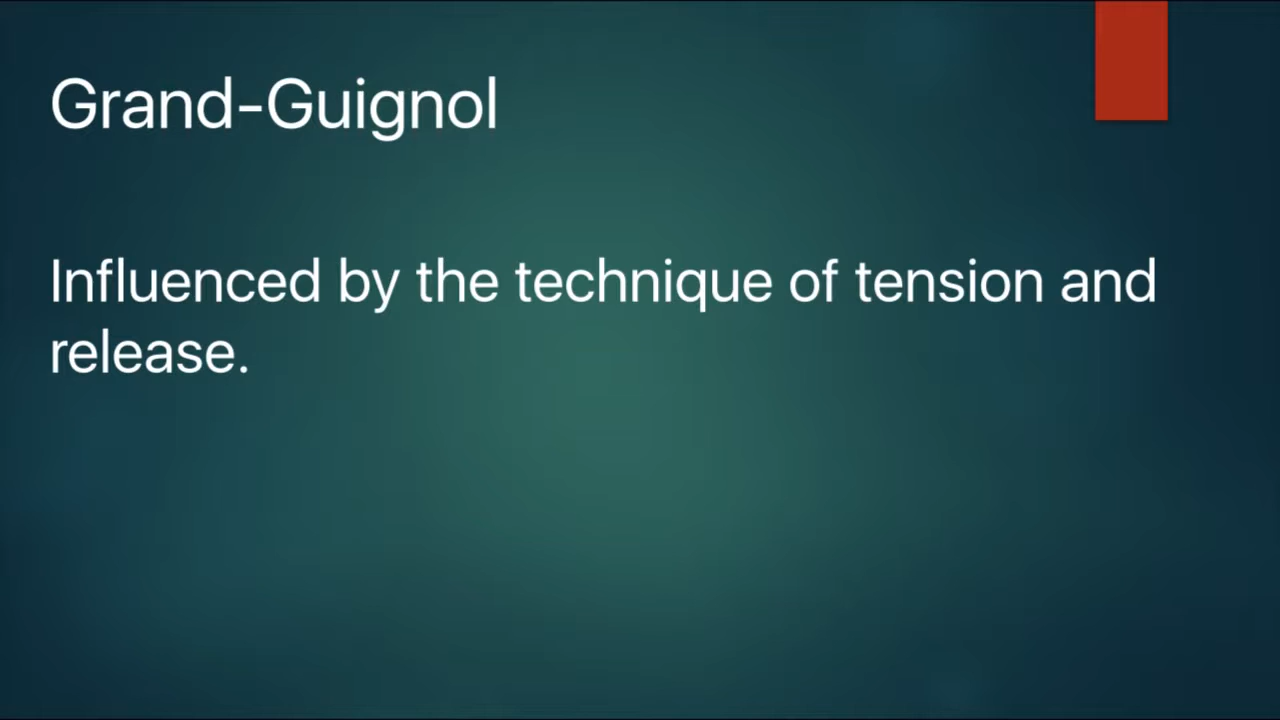 Grand-Guignol
Influenced by the technique of tension and
release.